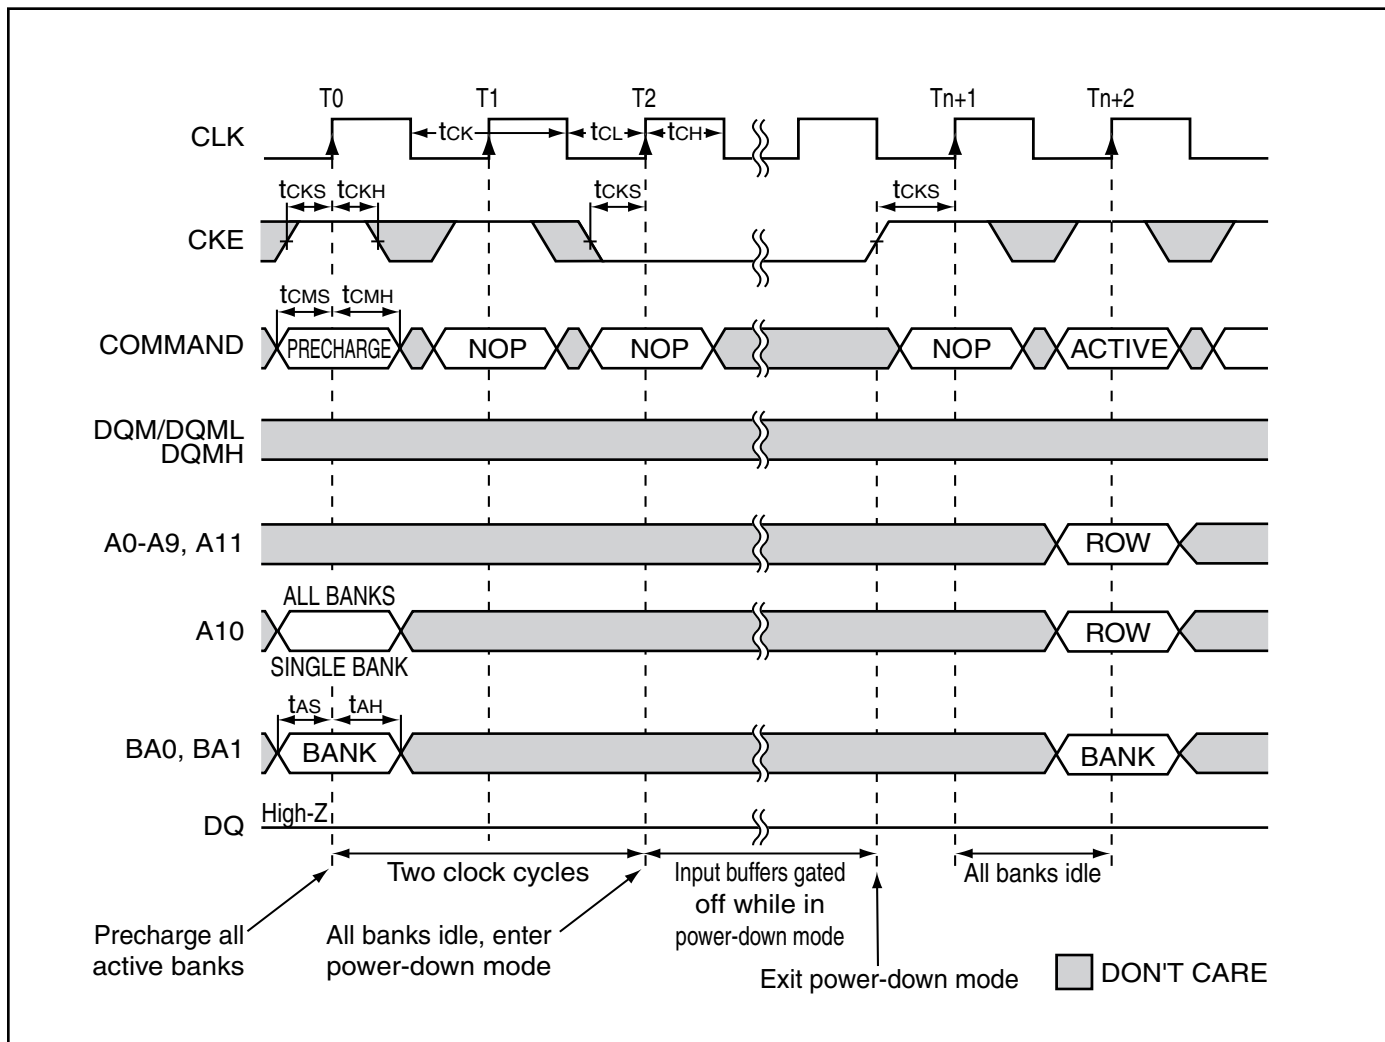 T0 T1 T2 Tn+1 Tn+2
CLK tCK tCL tCH
tCKS tCKH tCKS tCKS
CKE
tCMS tCMH
COMMAND PRECHARGE NOP NOP NOP ACTIVE
DQM/DQML
DQMH
A0-A9, A11 ROW
ALL BANKS
A10 ROW
SINGLE BANK
tAS tAH
BA0, BA1 BANK BANK
High-Z
DQ
Two clock cycles
Input buffers gated
off while in
power-down mode
All banks idle
Precharge all
active banks
All banks idle, enter
power-down mode
Exit power-down mode
DON'T CARE